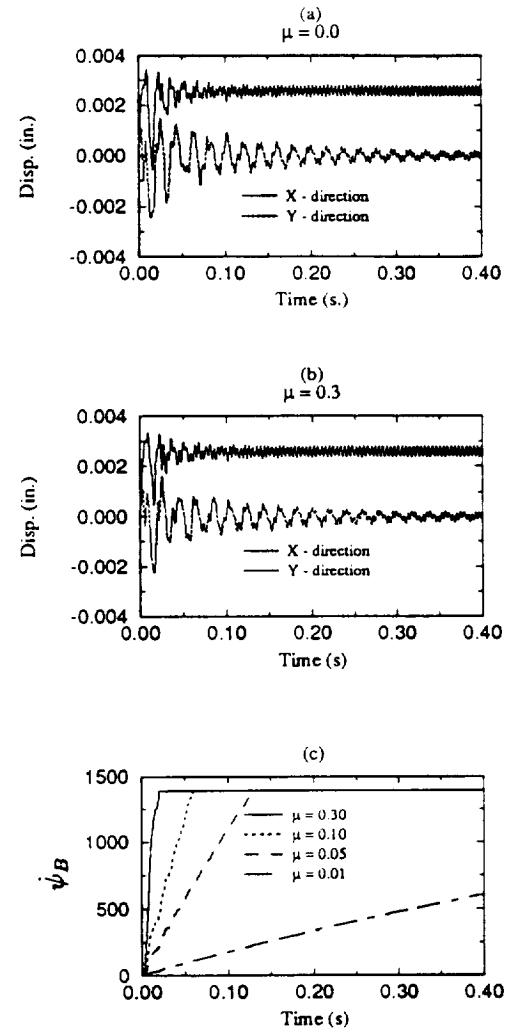 (a)
μ = 0.0
0.004
0.002
0.000
-0.002
-0.004
Disp. (in.)
X - direction
Y - direction
0.00 0.10 0.20 0.30 0.40
Time (s.)
(b)
μ = 0.3
0.004
0.002
0.000
-0.002
-0.004
Disp. (in.)
X - direction
Y - direction
0.00 0.10 0.20 0.30 0.40
Time (s)
(c)
1500
1000
500
0
ψ̇_B
μ = 0.30
μ = 0.10
μ = 0.05
μ = 0.01
0.00 0.10 0.20 0.30 0.40
Time (s)